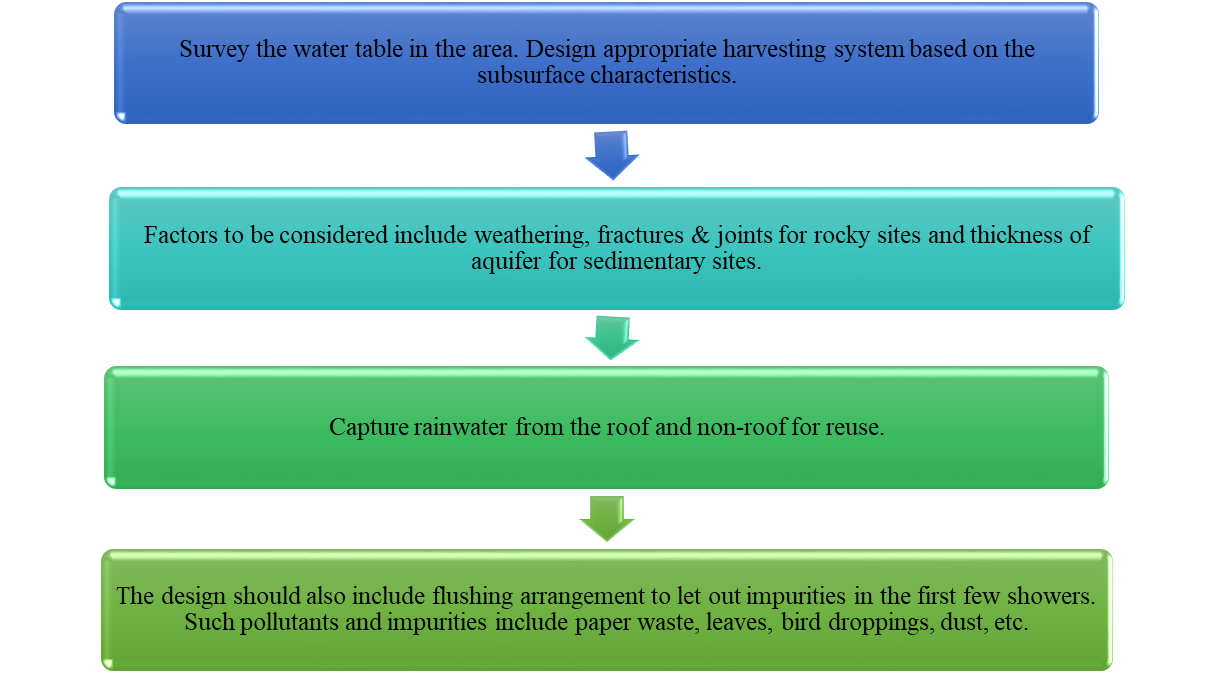 Survey the water table in the area. Design appropriate harvesting system based on the
subsurface characteristics.
Factors to be considered include weathering, fractures & joints for rocky sites and thickness of
aquifer for sedimentary sites.
Capture rainwater from the roof and non-roof for reuse.
The design should also include flushing arrangement to let out impurities in the first few showers.
Such pollutants and impurities include paper waste, leaves, bird droppings, dust, etc.